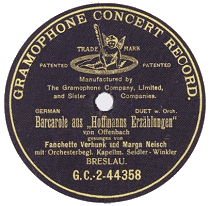 GRAMOPHONE CONCERT RECORD.
TRADE MARK
PATENTED PATENTED
Manufactured by
The Gramophone Company, Limited,
and Sister Companies.
GERMAN DUET w. Orch.
Barcarole aus „Hoffmanns Erzählungen"
von Offenbach
gesungen von
Fanchette Verhunk und Marga Neisch
mit Orchesterbegl. Kapellm. Seidler-Winkler
BRESLAU.
G.C.-2-44358